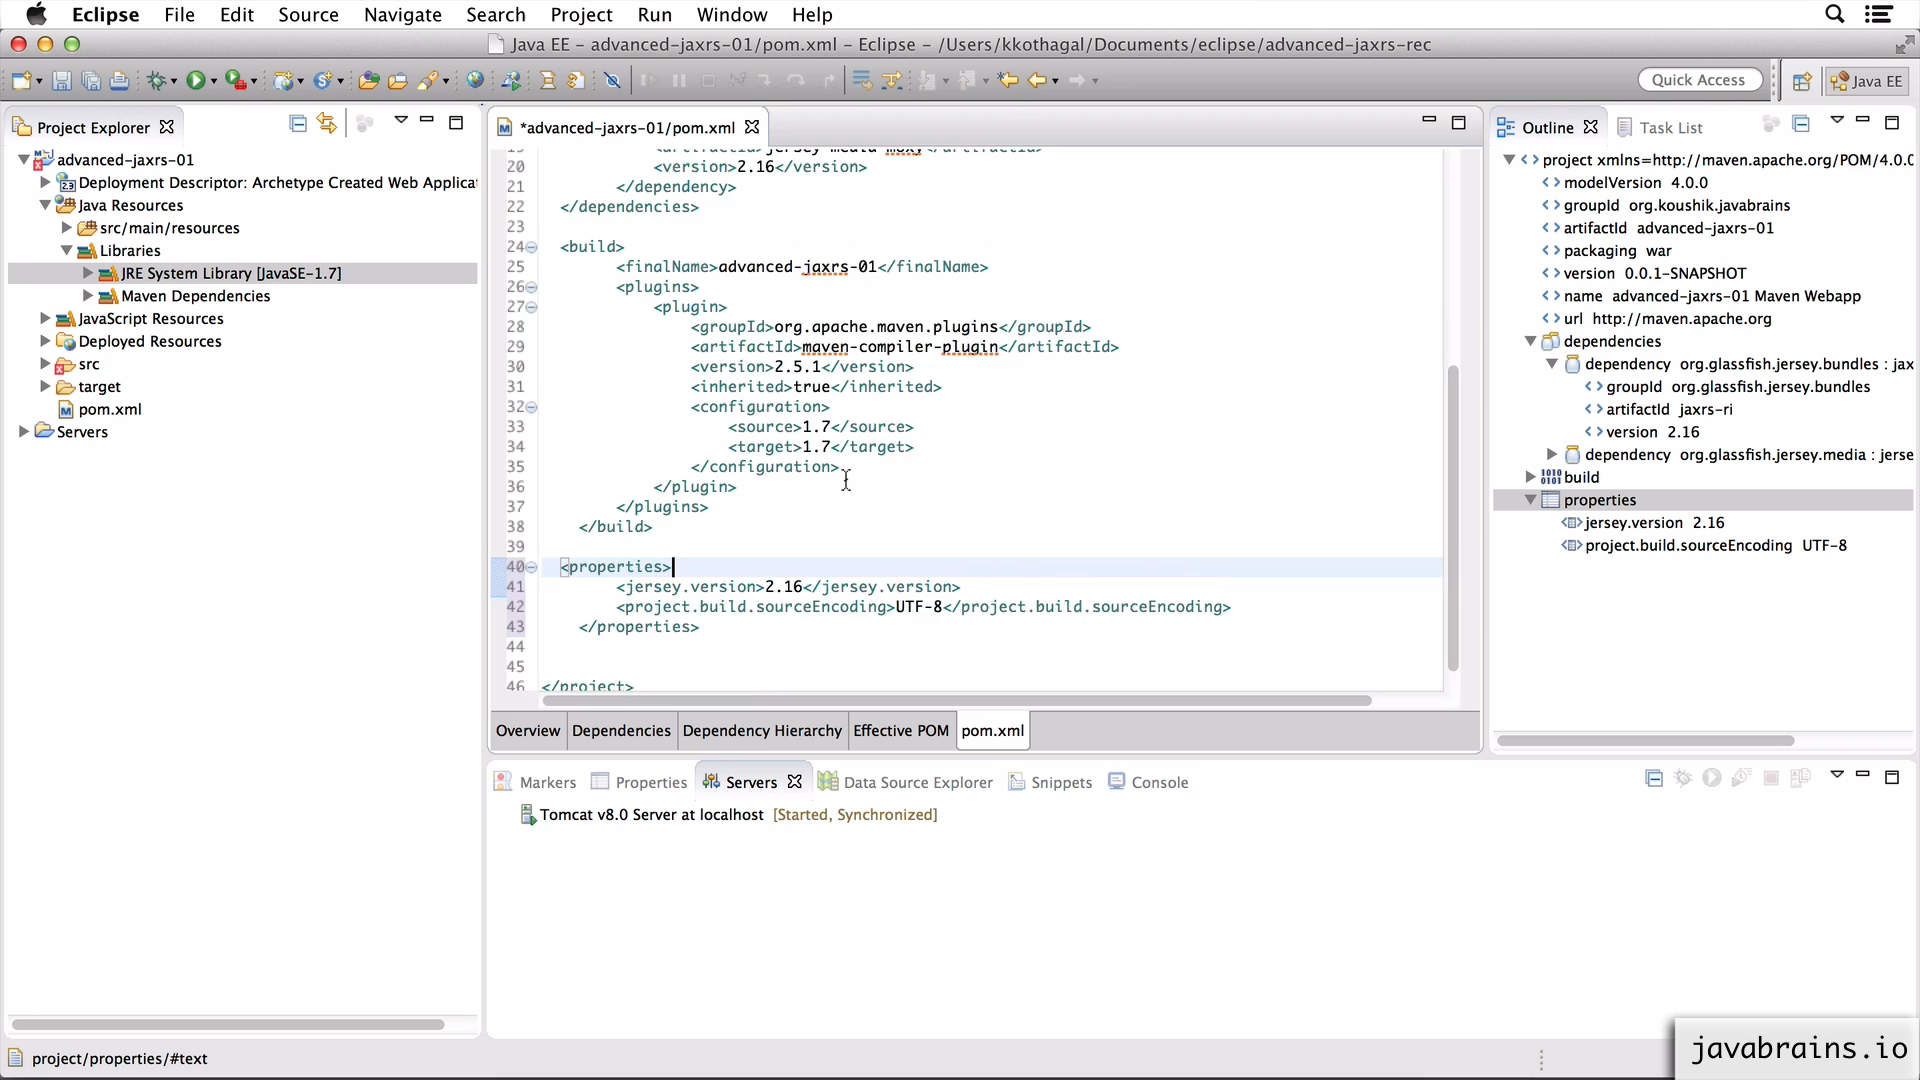 Eclipse File Edit Source Navigate Search Project Run Window Help
Java EE - advanced-jaxrs-01/pom.xml - Eclipse - /Users/kkothagal/Documents/eclipse/advanced-jaxrs-rec
Quick Access
Java EE
Project Explorer
advanced-jaxrs-01
Deployment Descriptor: Archetype Created Web Applicat
Java Resources
src/main/resources
Libraries
JRE System Library [JavaSE-1.7]
Maven Dependencies
JavaScript Resources
Deployed Resources
src
target
pom.xml
Servers
*advanced-jaxrs-01/pom.xml
19 <artifactId>jersey-media-moxy</artifactId>
20 <version>2.16</version>
21 </dependency>
22 </dependencies>
23
24 <build>
25 <finalName>advanced-jaxrs-01</finalName>
26 <plugins>
27 <plugin>
28 <groupId>org.apache.maven.plugins</groupId>
29 <artifactId>maven-compiler-plugin</artifactId>
30 <version>2.5.1</version>
31 <inherited>true</inherited>
32 <configuration>
33 <source>1.7</source>
34 <target>1.7</target>
35 </configuration>
36 </plugin>
37 </plugins>
38 </build>
39
40 <properties>
41 <jersey.version>2.16</jersey.version>
42 <project.build.sourceEncoding>UTF-8</project.build.sourceEncoding>
43 </properties>
44
45
46 </project>
Overview Dependencies Dependency Hierarchy Effective POM pom.xml
Outline Task List
project xmlns=http://maven.apache.org/POM/4.0.0
modelVersion 4.0.0
groupId org.koushik.javabrains
artifactId advanced-jaxrs-01
packaging war
version 0.0.1-SNAPSHOT
name advanced-jaxrs-01 Maven Webapp
url http://maven.apache.org
dependencies
dependency org.glassfish.jersey.bundles : jax
groupId org.glassfish.jersey.bundles
artifactId jaxrs-ri
version 2.16
dependency org.glassfish.jersey.media : jerse
build
properties
jersey.version 2.16
project.build.sourceEncoding UTF-8
Markers Properties Servers Data Source Explorer Snippets Console
Tomcat v8.0 Server at localhost [Started, Synchronized]
project/properties/#text
javabrains.io